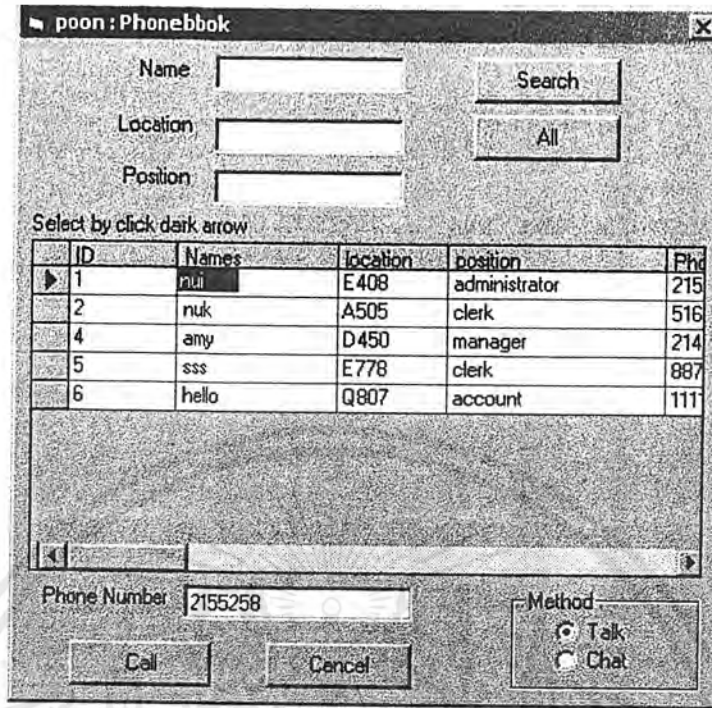 poon : Phonebbok
Name
Search
Location
All
Position
Select by click dark arrow
ID Names location position Pho
1 nui E408 administrator 215
2 nuk A505 clerk 516
4 amy D450 manager 214
5 sss E778 clerk 887
6 hello Q807 account 111
Phone Number 2155258
Method
Talk
Chat
Call Cancel